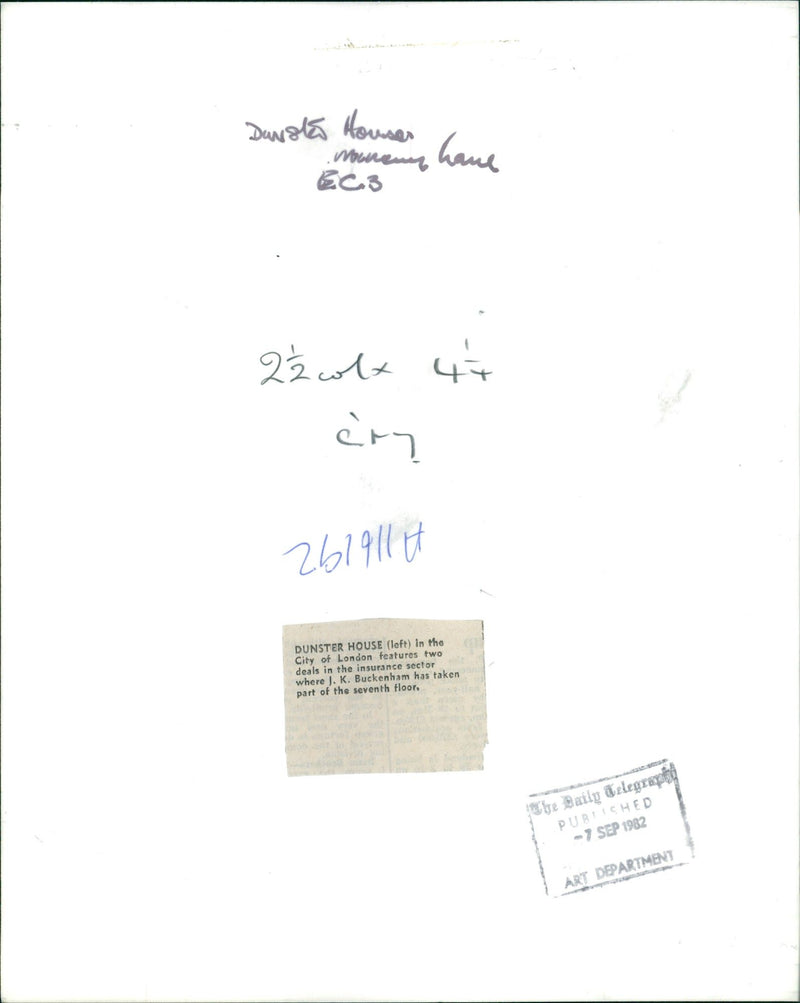 Dunster House
Lane
EC3
2½ col x 4¼
City
261911H
DUNSTER HOUSE (left) in the
City of London features two
deals in the insurance sector
where J. K. Buckenham has taken
part of the seventh floor.
The Daily Telegraph
PUBLISHED
-7 SEP 1982
ART DEPARTMENT